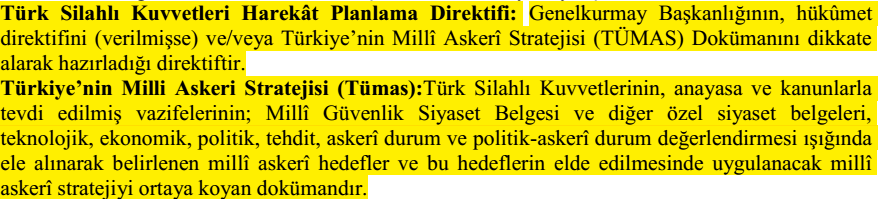 Türk Silahlı Kuvvetleri Harekât Planlama Direktifi: Genelkurmay Başkanlığının, hükûmet
direktifini (verilmişse) ve/veya Türkiye’nin Millî Askerî Stratejisi (TÜMAS) Dokümanını dikkate
alarak hazırladığı direktiftir.
Türkiye’nin Milli Askeri Stratejisi (Tümas):Türk Silahlı Kuvvetlerinin, anayasa ve kanunlarla
tevdi edilmiş vazifelerinin; Millî Güvenlik Siyaset Belgesi ve diğer özel siyaset belgeleri,
teknolojik, ekonomik, politik, tehdit, askerî durum ve politik-askerî durum değerlendirmesi ışığında
ele alınarak belirlenen millî askerî hedefler ve bu hedeflerin elde edilmesinde uygulanacak millî
askerî stratejiyi ortaya koyan dokümandır.